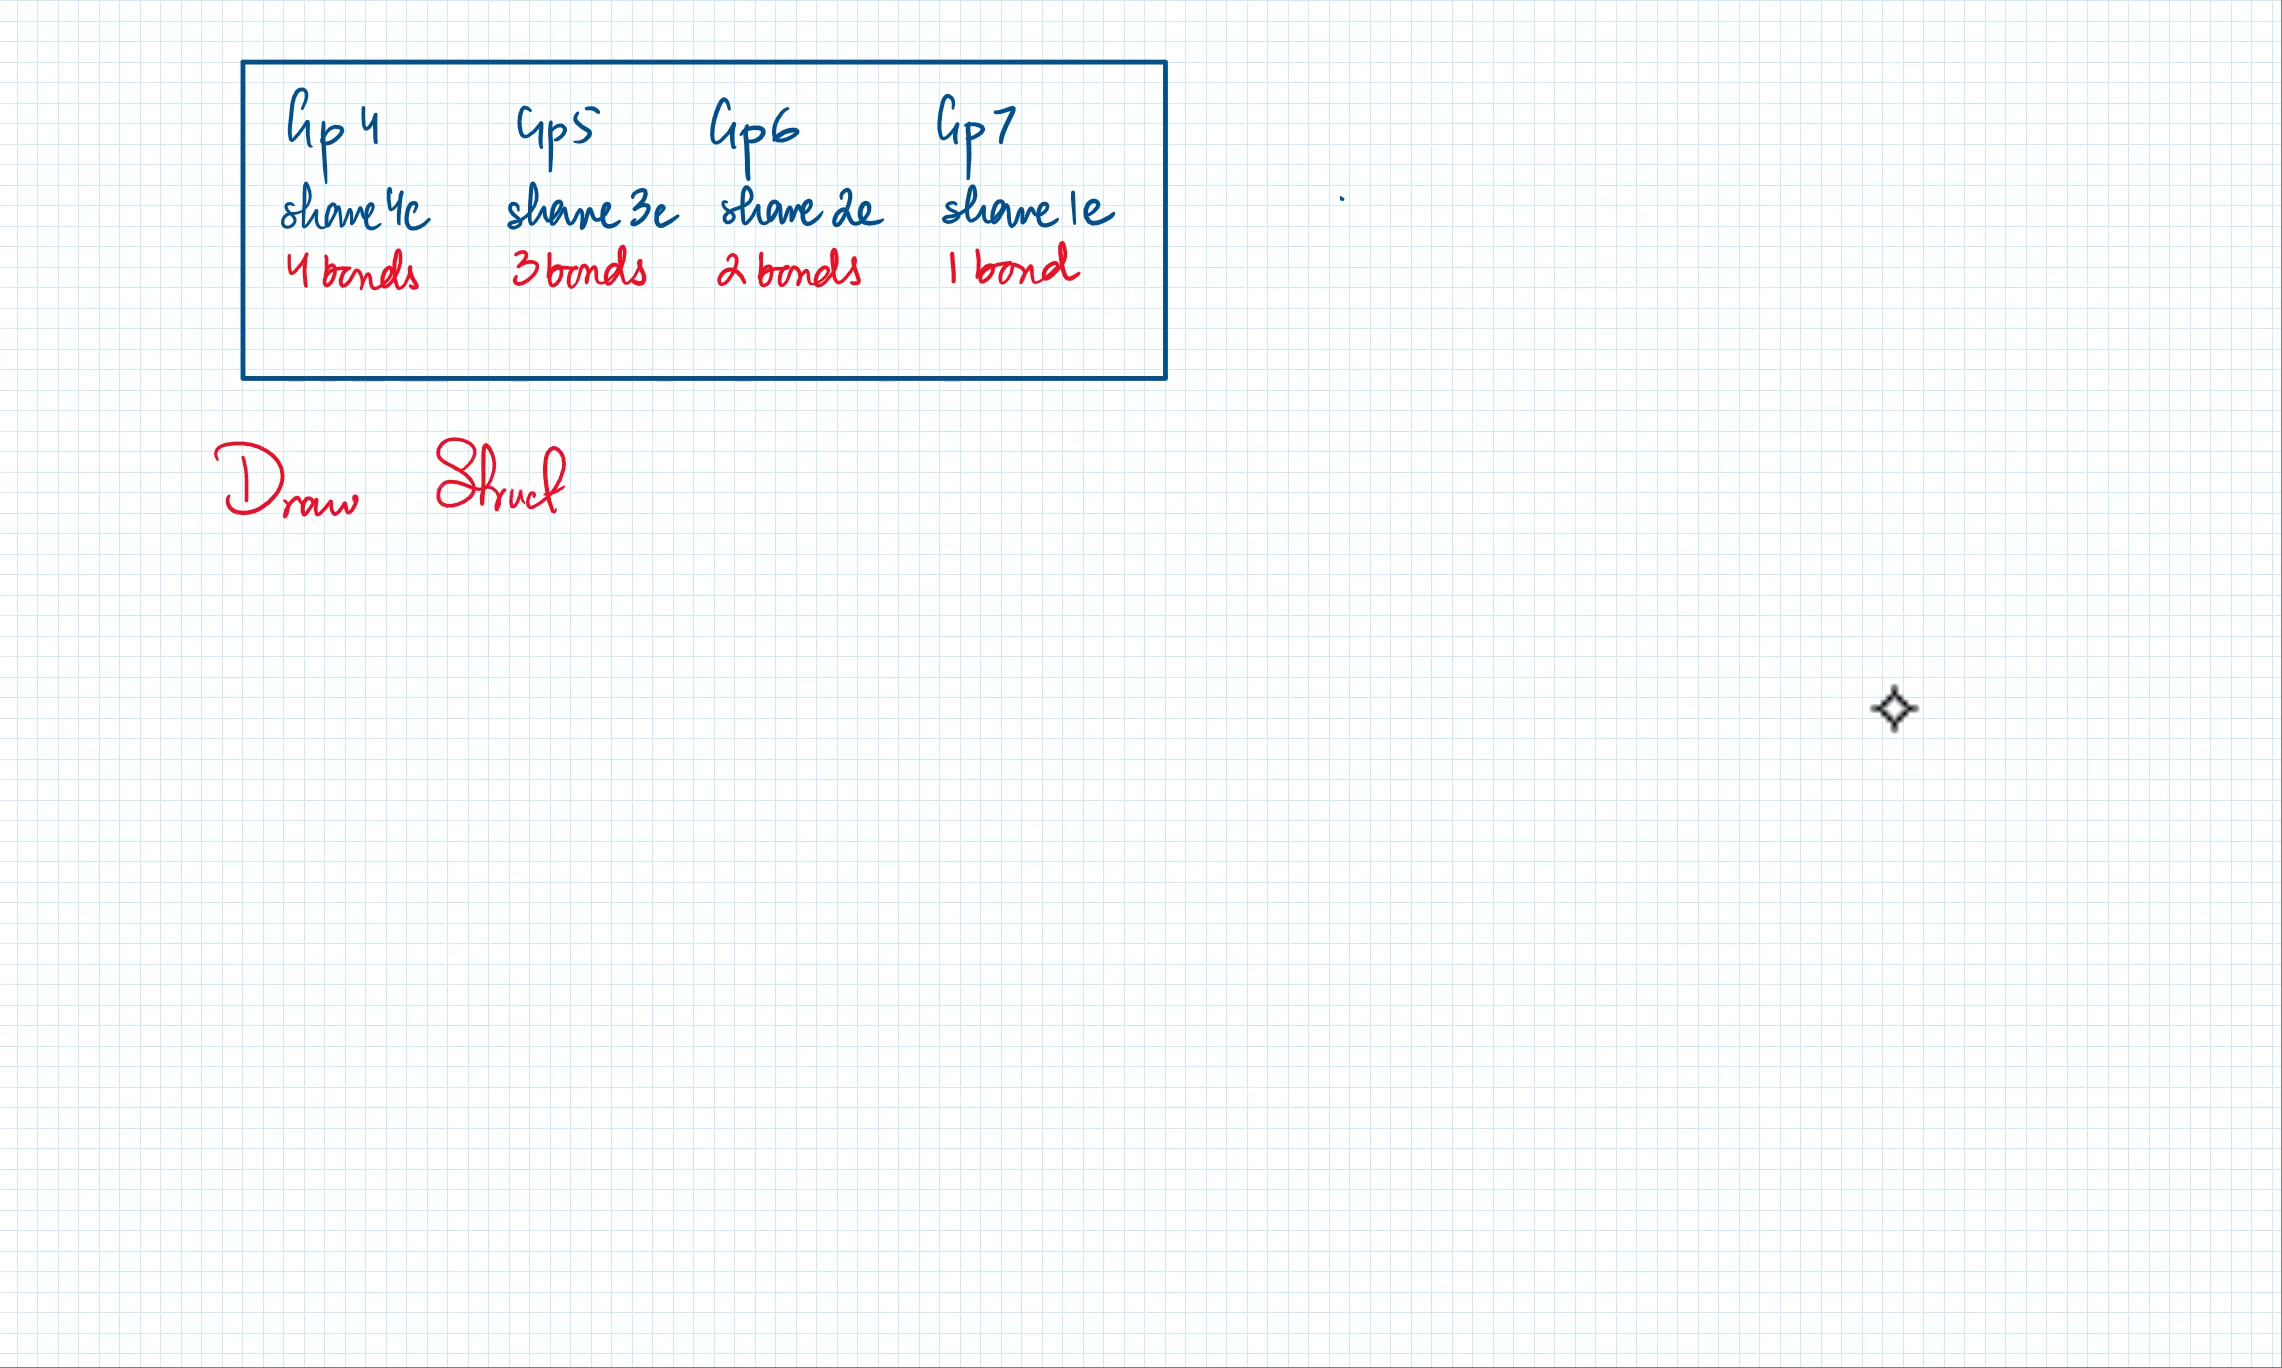 Gp 4 Gp5 Gp6 Gp7
share 4e share 3e share 2e share 1e
4 bonds 3 bonds 2 bonds 1 bond
Draw Struct